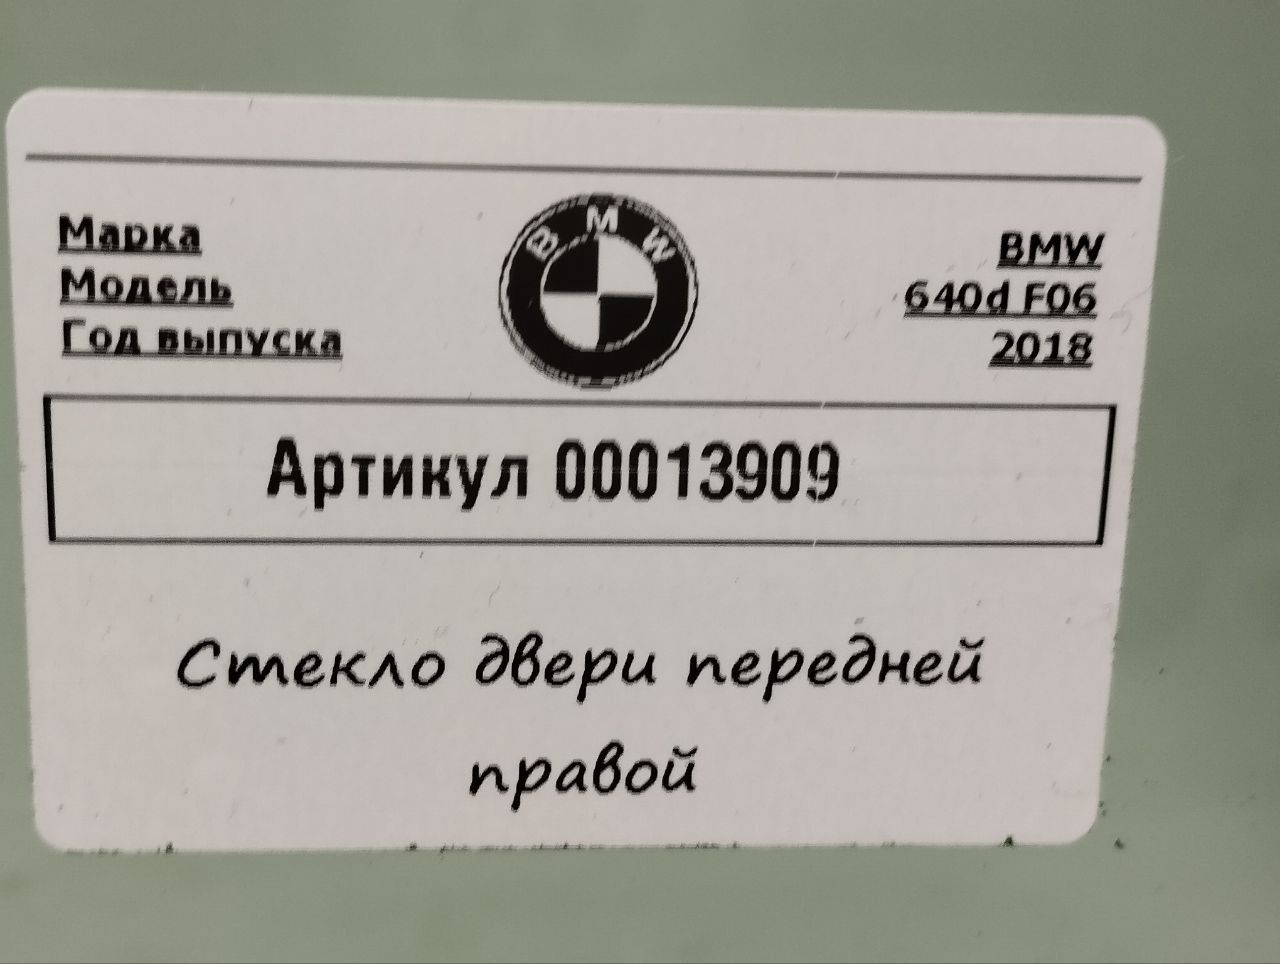 Марка BMW
Модель 640d F06
Год выпуска 2018
BMW
Артикул 00013909
Стекло двери передней
правой